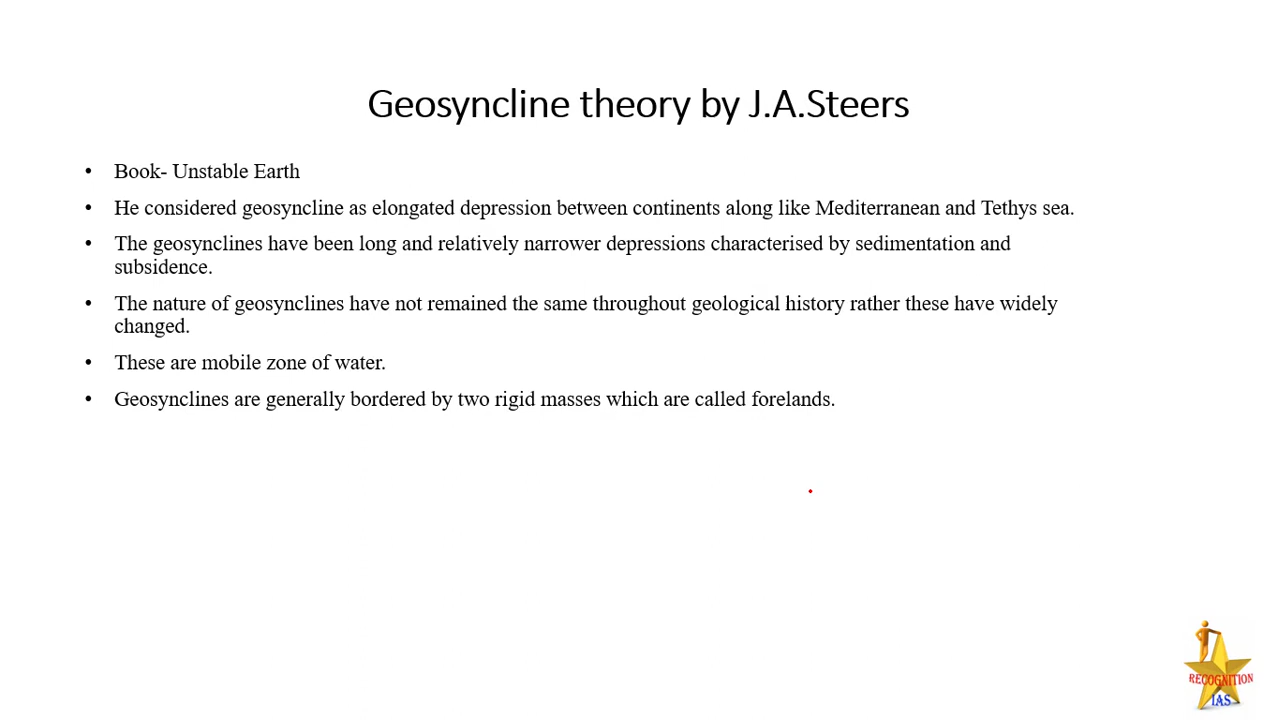 Geosyncline theory by J.A.Steers
• Book- Unstable Earth
• He considered geosyncline as elongated depression between continents along like Mediterranean and Tethys sea.
• The geosynclines have been long and relatively narrower depressions characterised by sedimentation and
subsidence.
• The nature of geosynclines have not remained the same throughout geological history rather these have widely
changed.
• These are mobile zone of water.
• Geosynclines are generally bordered by two rigid masses which are called forelands.
RECOGNITION
IAS